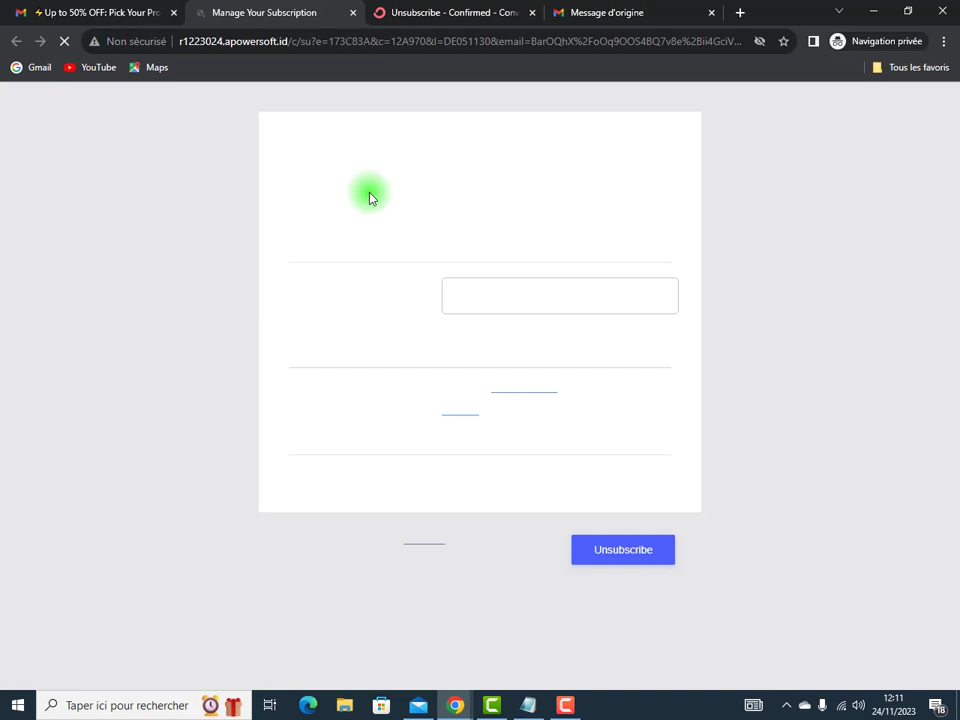 ⚡Up to 50% OFF: Pick Your Pro
Manage Your Subscription
Unsubscribe - Confirmed - Con
Message d'origine
Non sécurisé
r1223024.apowersoft.id/c/su?e=173C83A&c=12A970&l=DE051130&email=BarOQhX%2FoOq9OOS4BQ7v8e%2Bii4GciV...
Navigation privée
Gmail
YouTube
Maps
Tous les favoris
Unsubscribe
Taper ici pour rechercher
12:11
24/11/2023
18